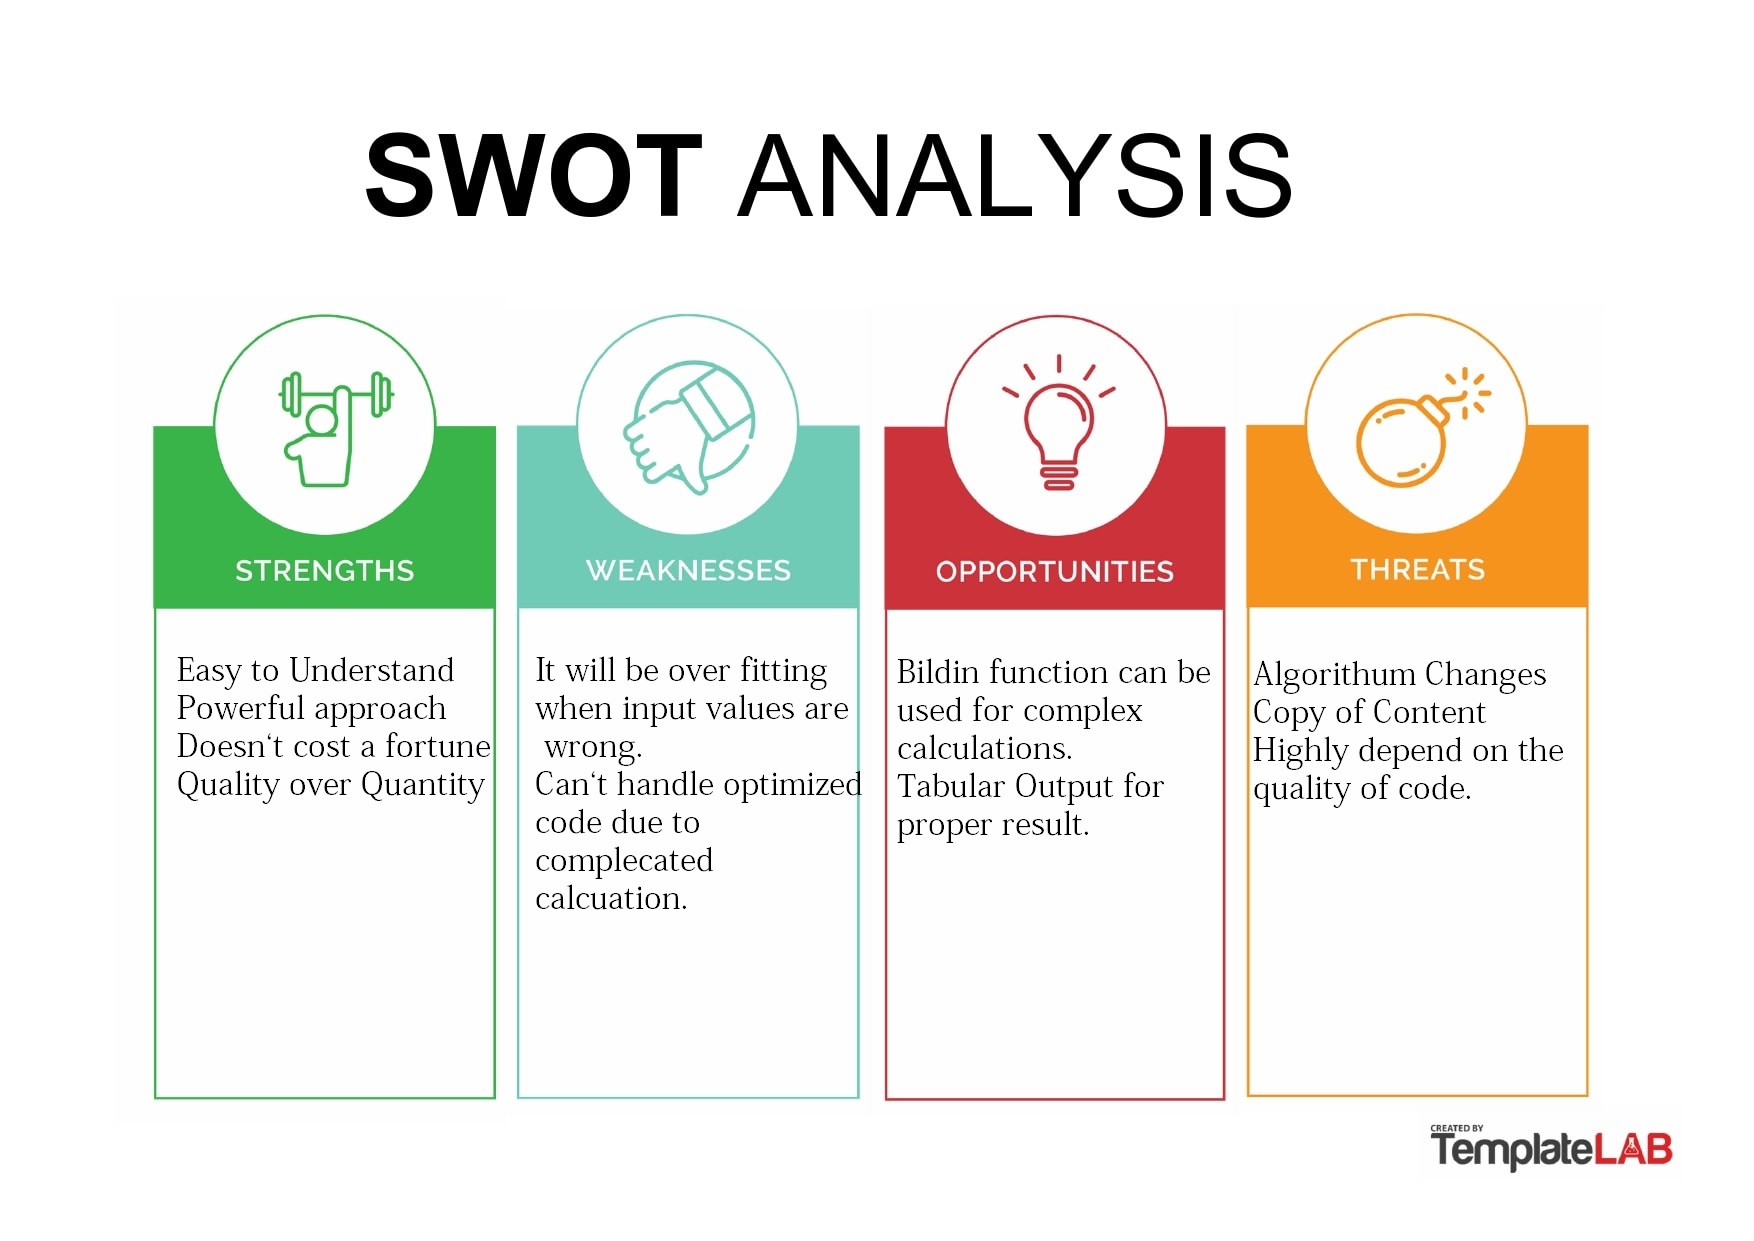 SWOT ANALYSIS
STRENGTHS
Easy to Understand
Powerful approach
Doesn‘t cost a fortune
Quality over Quantity
WEAKNESSES
It will be over fitting
when input values are
wrong.
Can‘t handle optimized
code due to
complecated
calcuation.
OPPORTUNITIES
Bildin function can be
used for complex
calculations.
Tabular Output for
proper result.
THREATS
Algorithum Changes
Copy of Content
Highly depend on the
quality of code.
CREATED BY
TemplateLAB